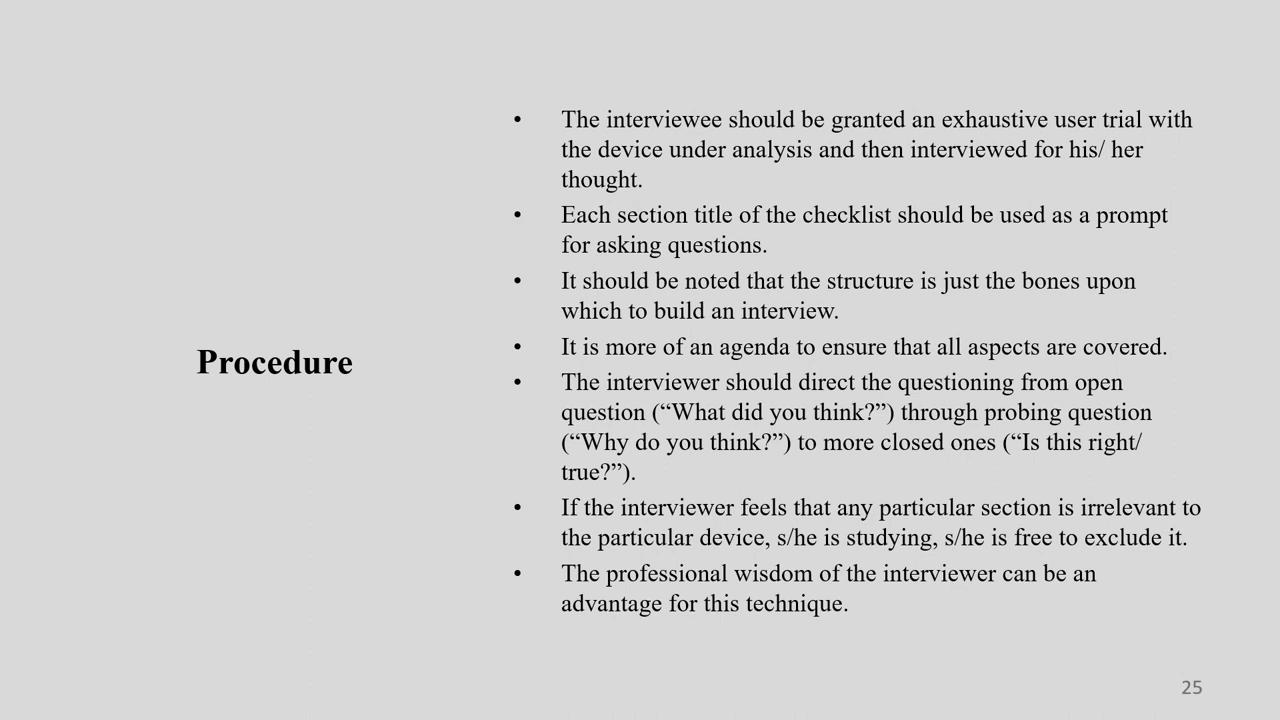 Procedure
• The interviewee should be granted an exhaustive user trial with
the device under analysis and then interviewed for his/ her
thought.
• Each section title of the checklist should be used as a prompt
for asking questions.
• It should be noted that the structure is just the bones upon
which to build an interview.
• It is more of an agenda to ensure that all aspects are covered.
• The interviewer should direct the questioning from open
question (“What did you think?”) through probing question
(“Why do you think?”) to more closed ones (“Is this right/
true?”).
• If the interviewer feels that any particular section is irrelevant to
the particular device, s/he is studying, s/he is free to exclude it.
• The professional wisdom of the interviewer can be an
advantage for this technique.
25